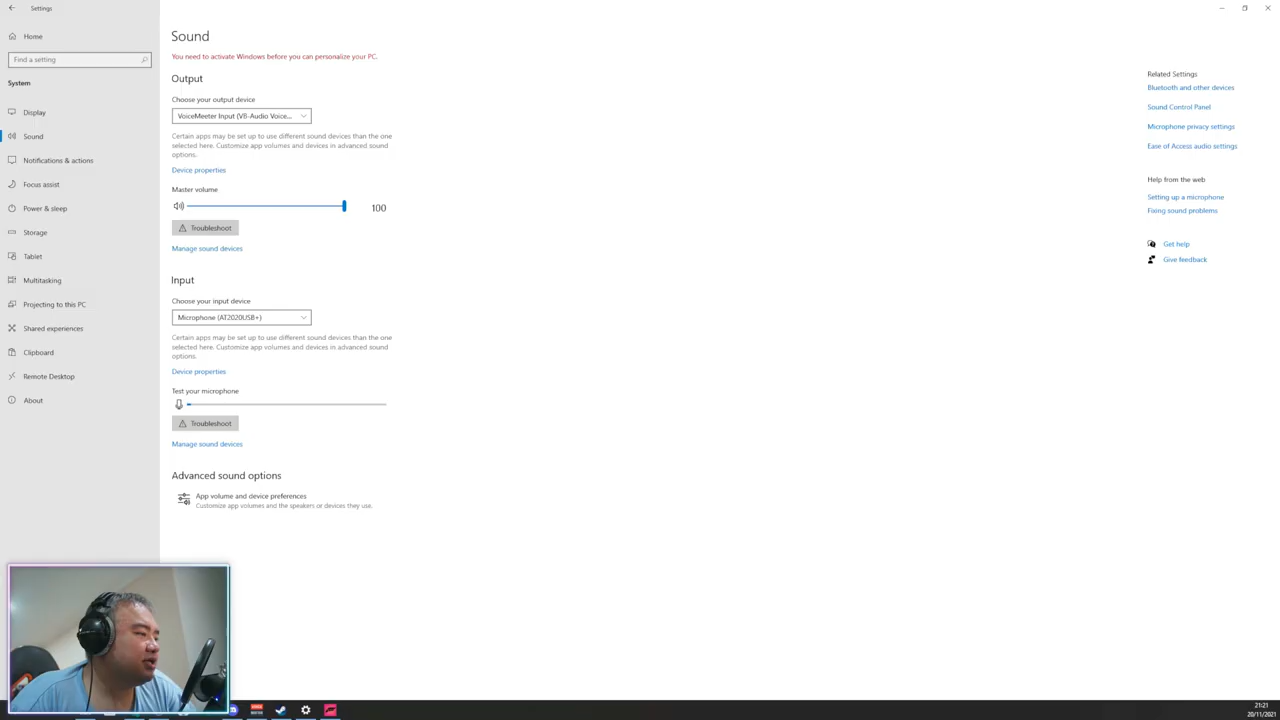 Settings
Home
Find a setting
System
Display
Sound
Notifications & actions
Focus assist
Power & sleep
Storage
Tablet
Multitasking
Projecting to this PC
Shared experiences
Clipboard
Remote Desktop
About
Sound
You need to activate Windows before you can personalize your PC.
Output
Choose your output device
VoiceMeeter Input (VB-Audio Voice...
Certain apps may be set up to use different sound devices than the one
selected here. Customize app volumes and devices in advanced sound
options.
Device properties
Master volume
100
Troubleshoot
Manage sound devices
Input
Choose your input device
Microphone (AT2020USB+)
Certain apps may be set up to use different sound devices than the one
selected here. Customize app volumes and devices in advanced sound
options.
Device properties
Test your microphone
Troubleshoot
Manage sound devices
Advanced sound options
App volume and device preferences
Customize app volumes and the speakers or devices they use.
Related Settings
Bluetooth and other devices
Sound Control Panel
Microphone privacy settings
Ease of Access audio settings
Help from the web
Setting up a microphone
Fixing sound problems
Get help
Give feedback
21:21
20/11/2021